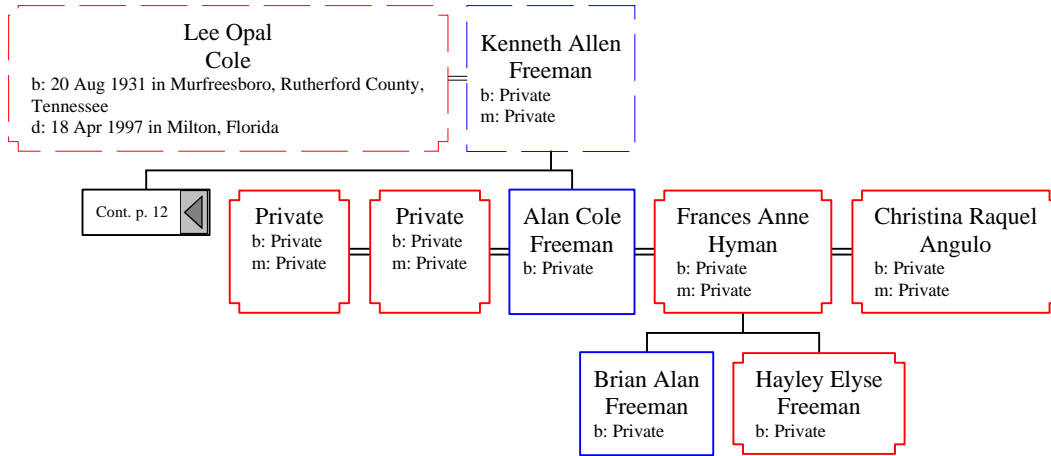 Lee Opal
Cole
b: 20 Aug 1931 in Murfreesboro, Rutherford County,
Tennessee
d: 18 Apr 1997 in Milton, Florida
Kenneth Allen
Freeman
b: Private
m: Private
Cont. p. 12
Private
b: Private
m: Private
Private
b: Private
m: Private
Alan Cole
Freeman
b: Private
Frances Anne
Hyman
b: Private
m: Private
Christina Raquel
Angulo
b: Private
m: Private
Brian Alan
Freeman
b: Private
Hayley Elyse
Freeman
b: Private